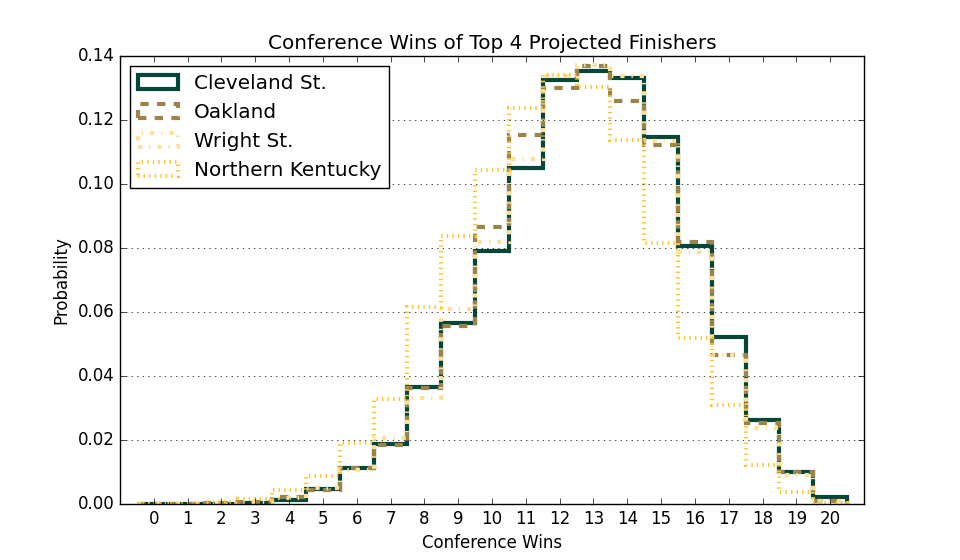 Conference Wins of Top 4 Projected Finishers
Cleveland St.
Oakland
Wright St.
Northern Kentucky
0.14
0.12
0.10
0.08
0.06
0.04
0.02
0.00
Probability
0 1 2 3 4 5 6 7 8 9 10 11 12 13 14 15 16 17 18 19 20
Conference Wins